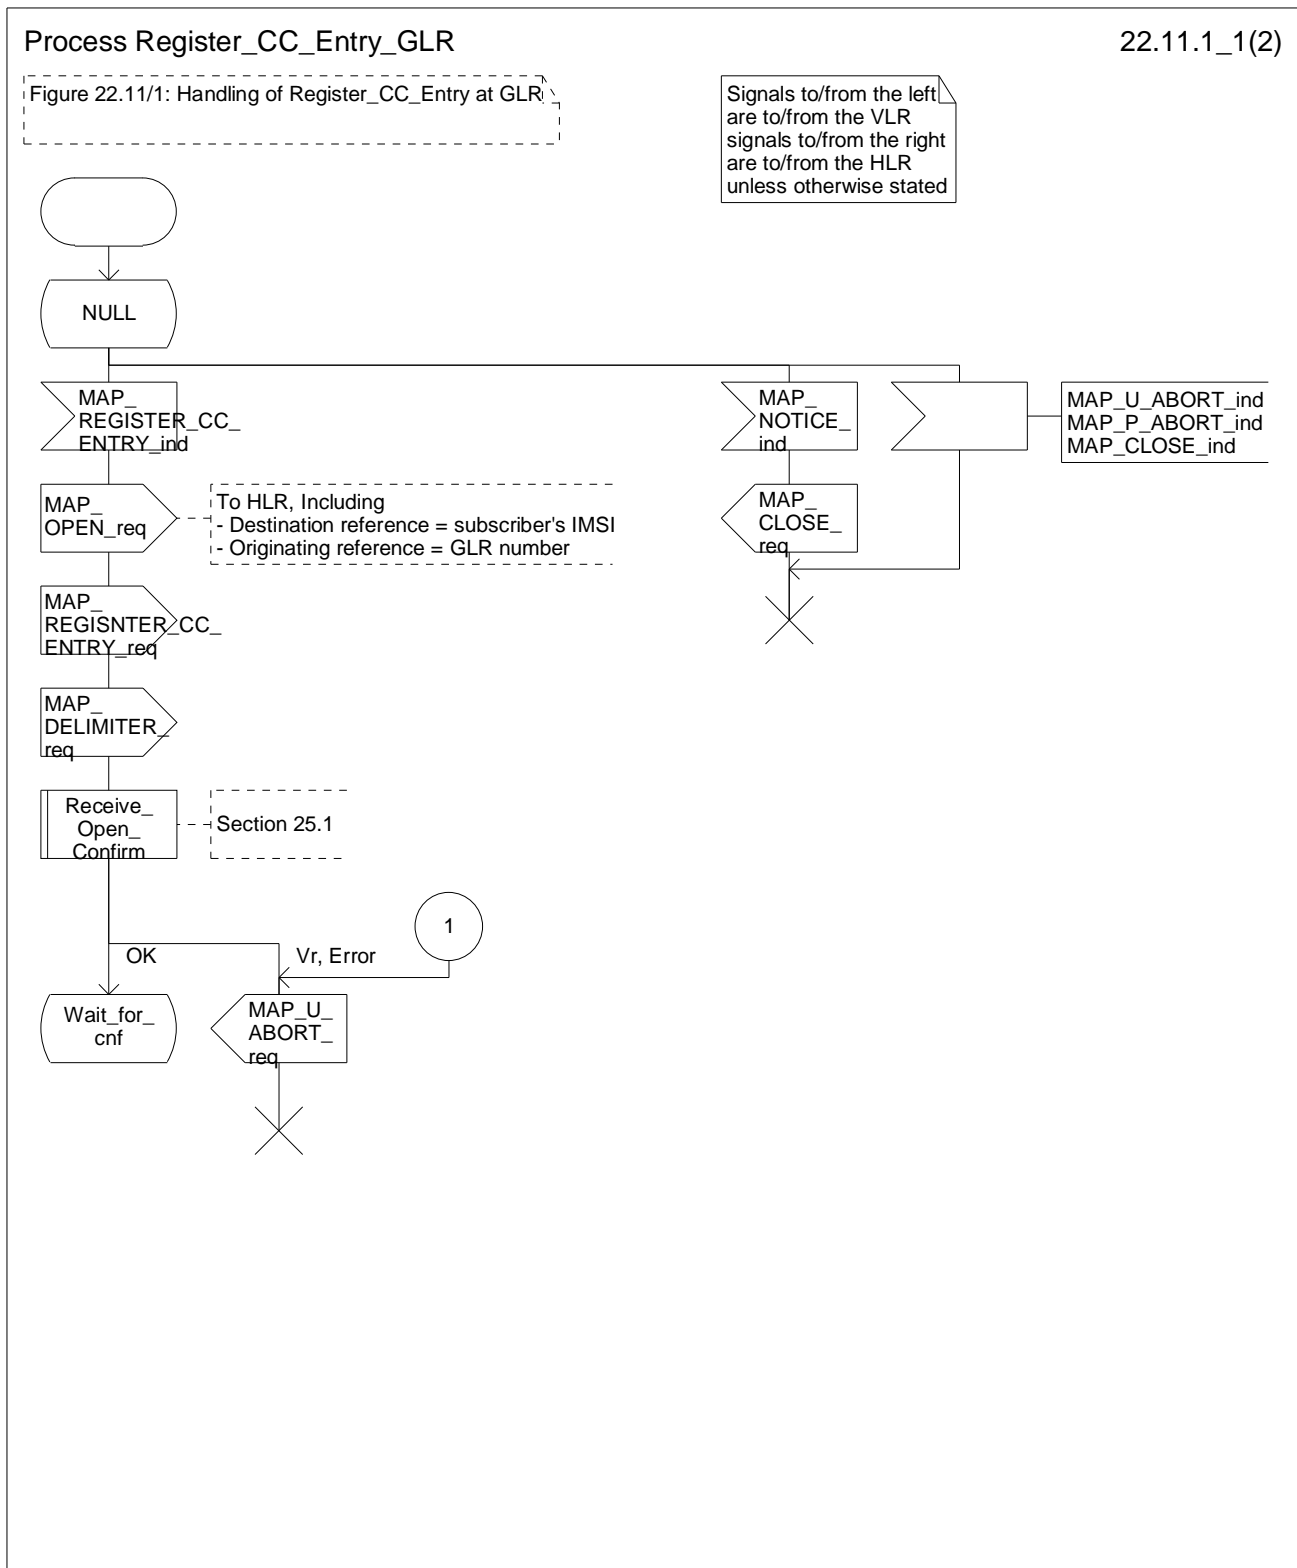 Process Register_CC_Entry_GLR
22.11.1_1(2)
Figure 22.11/1: Handling of Register_CC_Entry at GLR
Signals to/from the left
are to/from the VLR
signals to/from the right
are to/from the HLR
unless otherwise stated
NULL
MAP_
REGISTER_CC_
ENTRY_ind
MAP_
NOTICE_
ind
MAP_U_ABORT_ind
MAP_P_ABORT_ind
MAP_CLOSE_ind
MAP_
OPEN_req
To HLR, Including
- Destination reference = subscriber's IMSI
- Originating reference = GLR number
MAP_
CLOSE_
req
MAP_
REGISNTER_CC_
ENTRY_req
MAP_
DELIMITER_
req
Receive_
Open_
Confirm
Section 25.1
1
OK
Vr, Error
Wait_for_
cnf
MAP_U_
ABORT_
req